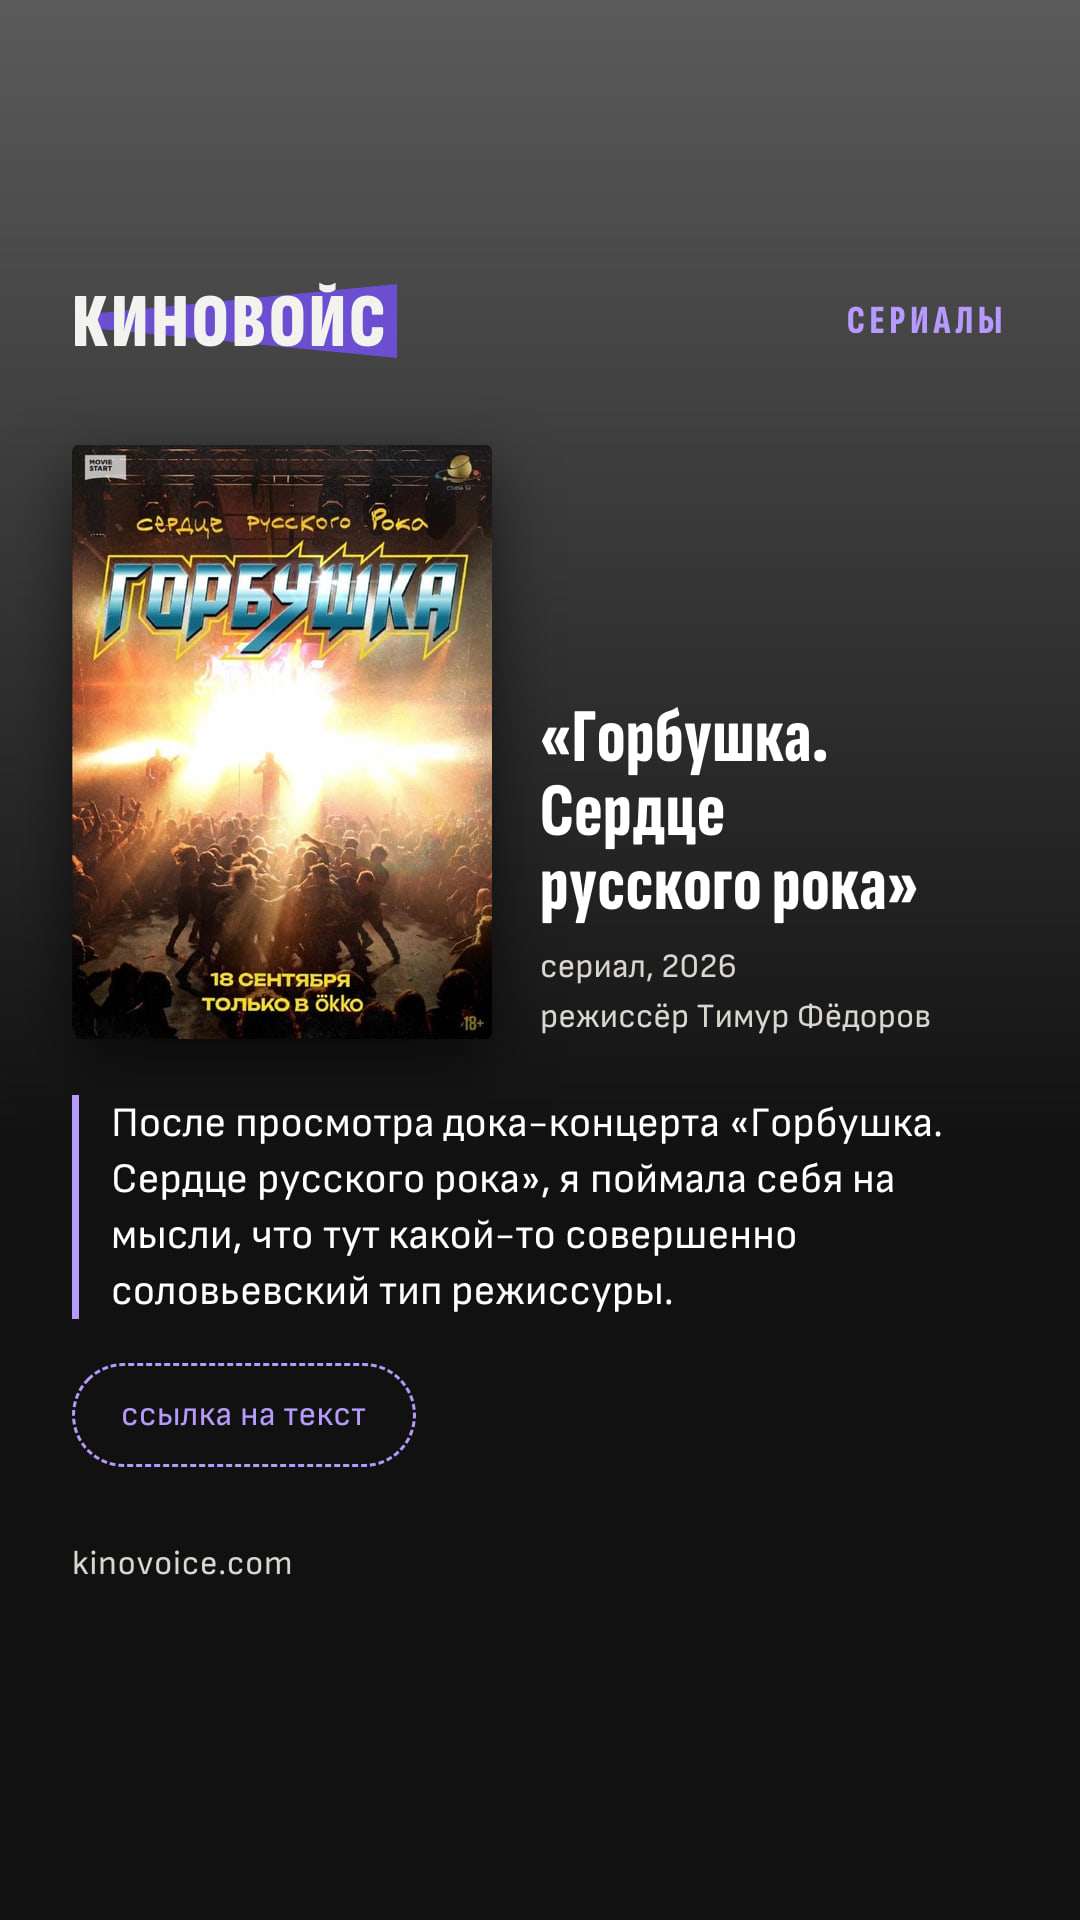 КИНОВОЙС
СЕРИАЛЫ
MOVIE
START
сердце русского рока
ГОРБУШКА
18 СЕНТЯБРЯ
ТОЛЬКО В ökko
18+
«Горбушка.
Сердце
русского рока»
сериал, 2026
режиссёр Тимур Фёдоров
После просмотра дока-концерта «Горбушка.
Сердце русского рока», я поймала себя на
мысли, что тут какой-то совершенно
соловьевский тип режиссуры.
ссылка на текст
kinovoice.com